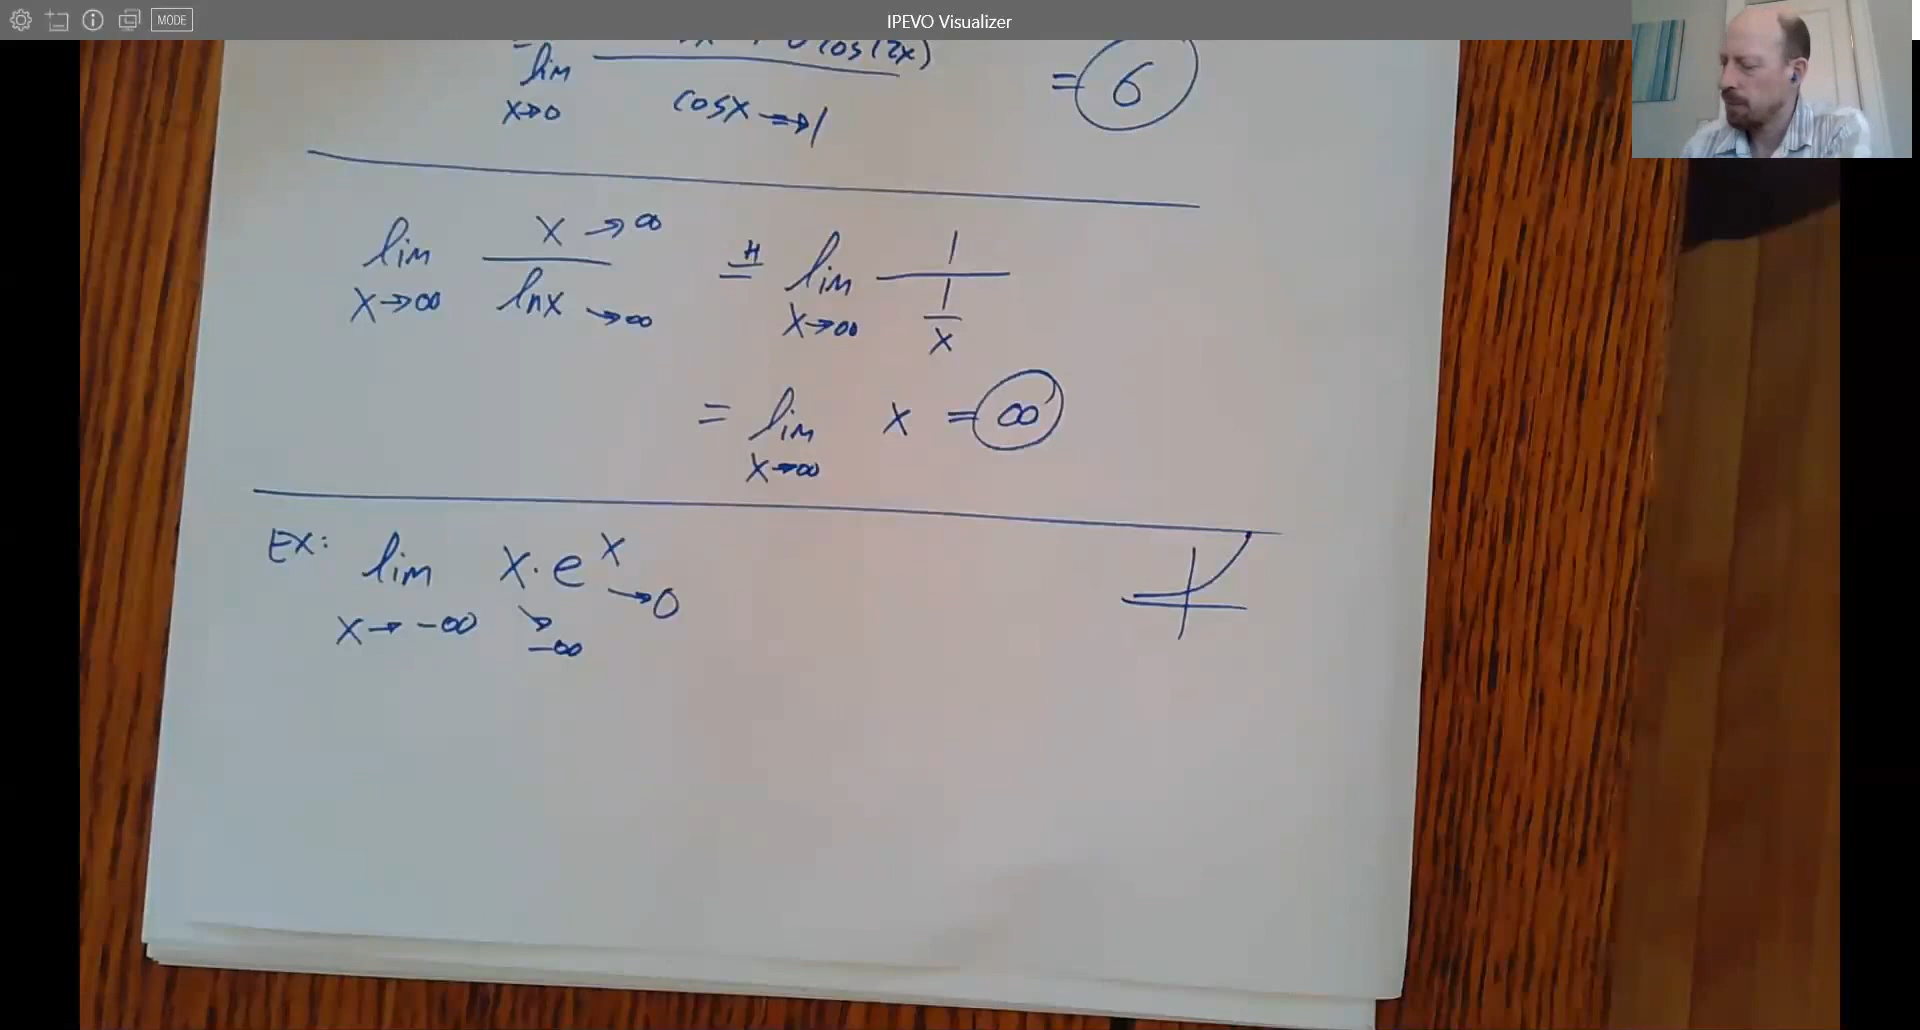 MODE IPEVO Visualizer
lim cos(2x) = 6
x→0 cosx →1
lim x →∞ =H lim 1
x→∞ lnx →∞ x→∞ 1
x
= lim x = ∞
x→∞
EX: lim x·e^x →0
x→ -∞ -∞